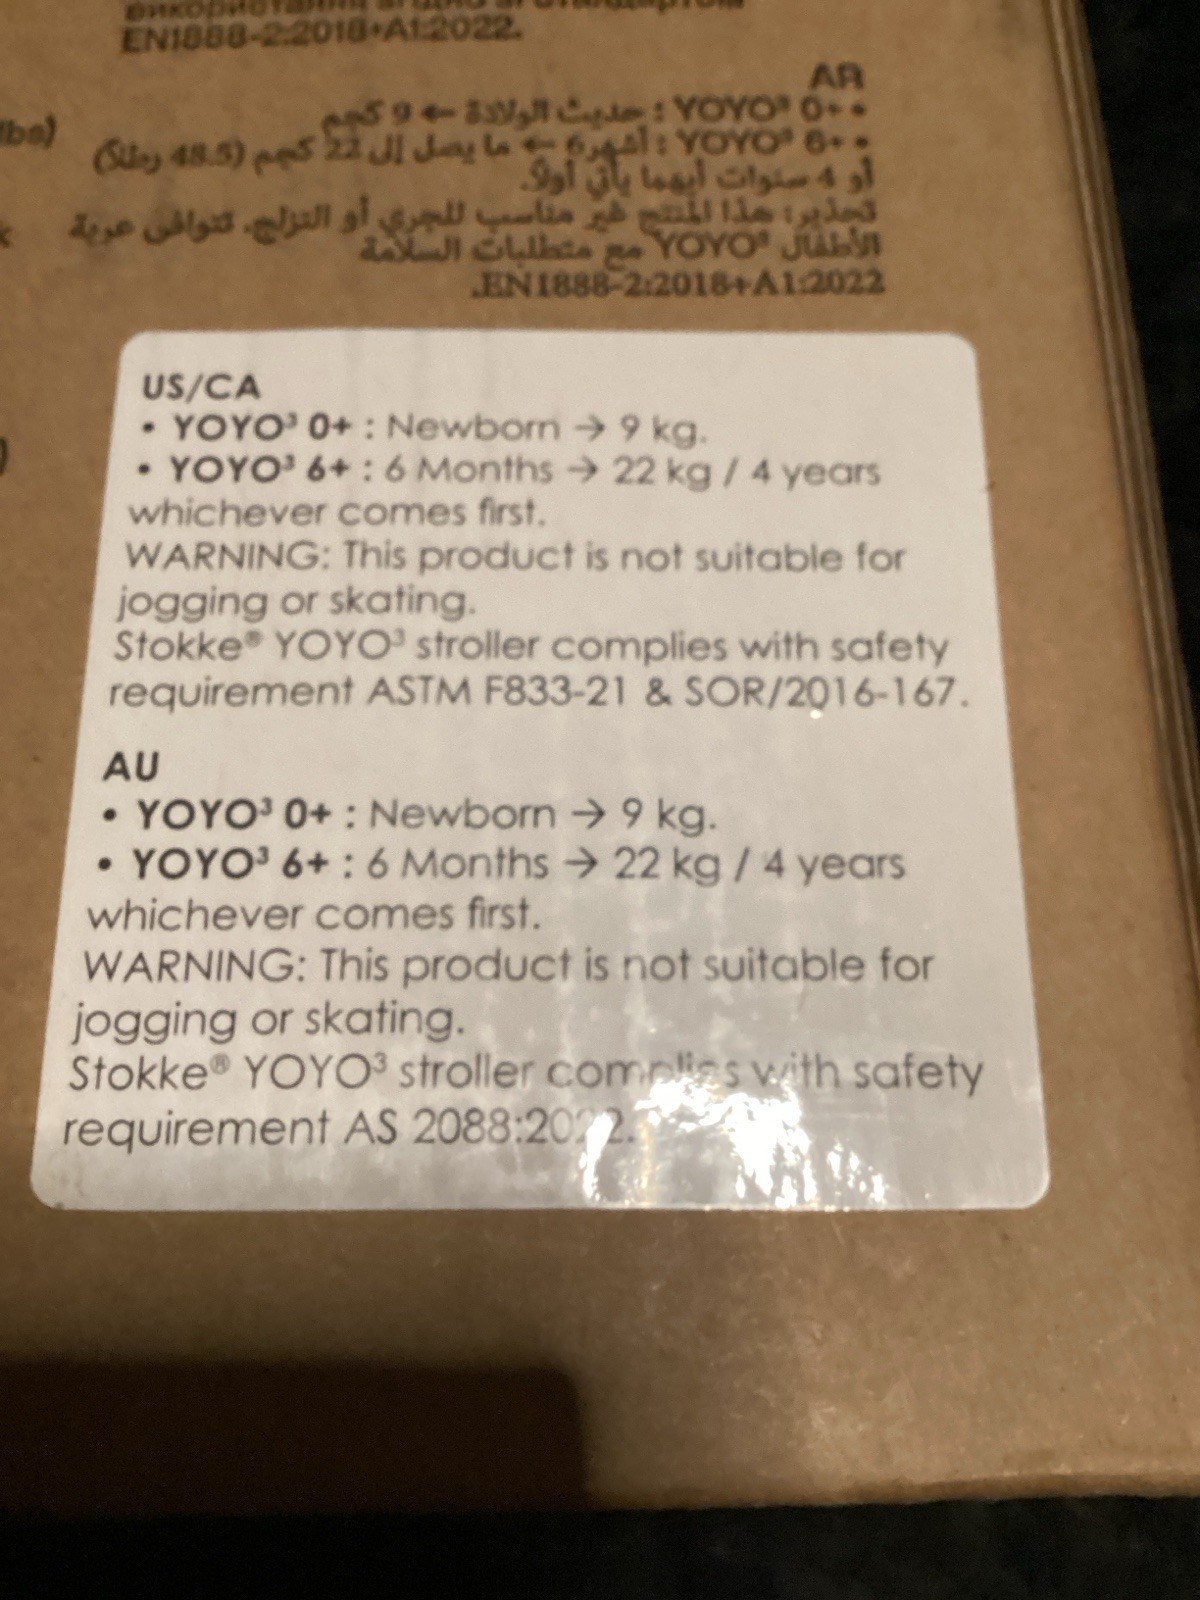 EN1888-2:2018+A1:2022.
lbs)
AR
• YOYO³ 0+ : حديث الولادة ← 9 كجم
• YOYO³ 6+ : أشهر6 ← ما يصل إلى 22 كجم (48.5 رطلاً)
أو 4 سنوات أيهما يأتي أولاً.
تحذير: هذا المنتج غير مناسب للجري أو التزلج. تتوافق عربة
الأطفال YOYO³ مع متطلبات السلامة
EN1888-2:2018+A1:2022.
US/CA
• YOYO³ 0+ : Newborn → 9 kg.
• YOYO³ 6+ : 6 Months → 22 kg / 4 years
whichever comes first.
WARNING: This product is not suitable for
jogging or skating.
Stokke® YOYO³ stroller complies with safety
requirement ASTM F833-21 & SOR/2016-167.
AU
• YOYO³ 0+ : Newborn → 9 kg.
• YOYO³ 6+ : 6 Months → 22 kg / 4 years
whichever comes first.
WARNING: This product is not suitable for
jogging or skating.
Stokke® YOYO³ stroller complies with safety
requirement AS 2088:2022.